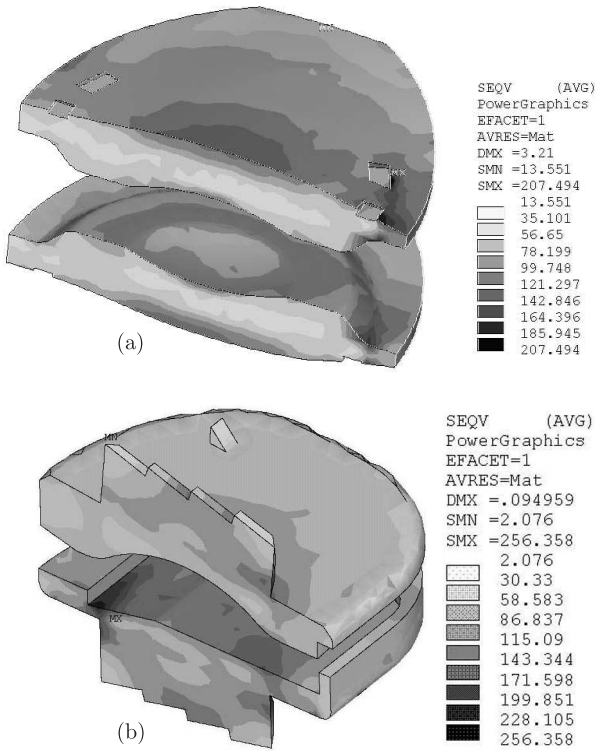 SEQV (AVG)
PowerGraphics
EFACET=1
AVRES=Mat
DMX =3.21
SMN =13.551
SMX =207.494
13.551
35.101
56.65
78.199
99.748
121.297
142.846
164.396
185.945
207.494
MX
(a)
SEQV (AVG)
PowerGraphics
EFACET=1
AVRES=Mat
DMX =.094959
SMN =2.076
SMX =256.358
2.076
30.33
58.583
86.837
115.09
143.344
171.598
199.851
228.105
256.358
MN
MX
(b)